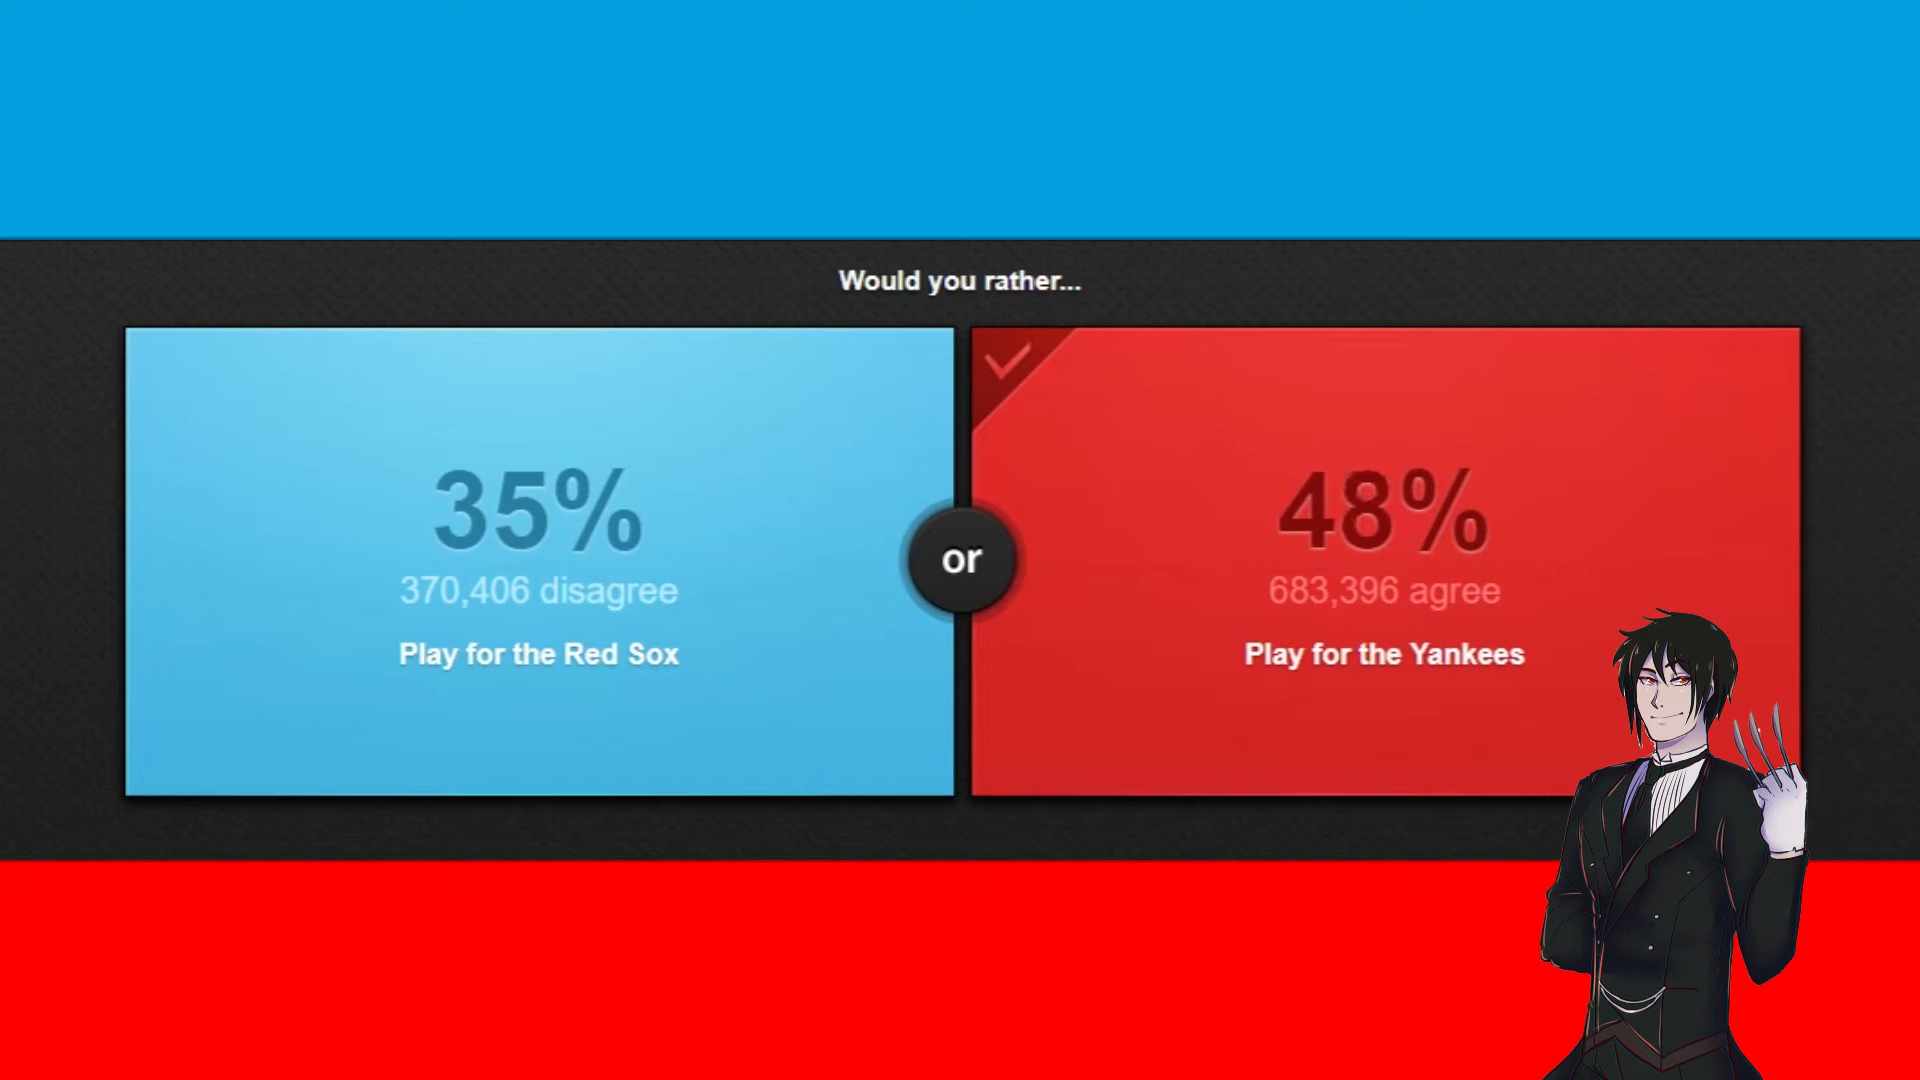 Would you rather...
35%
370,406 disagree
Play for the Red Sox
or
48%
683,396 agree
Play for the Yankees